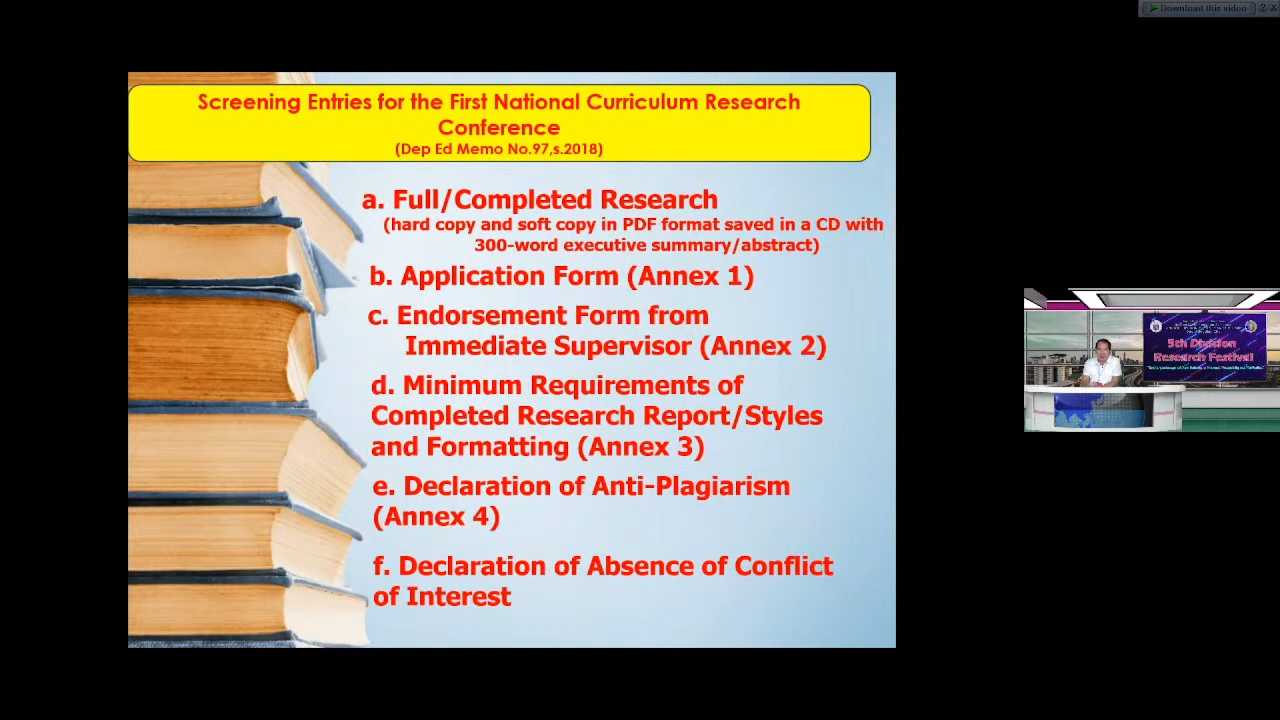 Download this video
Screening Entries for the First National Curriculum Research
Conference
(Dep Ed Memo No.97,s.2018)
a. Full/Completed Research
(hard copy and soft copy in PDF format saved in a CD with
300-word executive summary/abstract)
b. Application Form (Annex 1)
c. Endorsement Form from
Immediate Supervisor (Annex 2)
d. Minimum Requirements of
Completed Research Report/Styles
and Formatting (Annex 3)
e. Declaration of Anti-Plagiarism
(Annex 4)
f. Declaration of Absence of Conflict
of Interest
5th Division
Research Festival